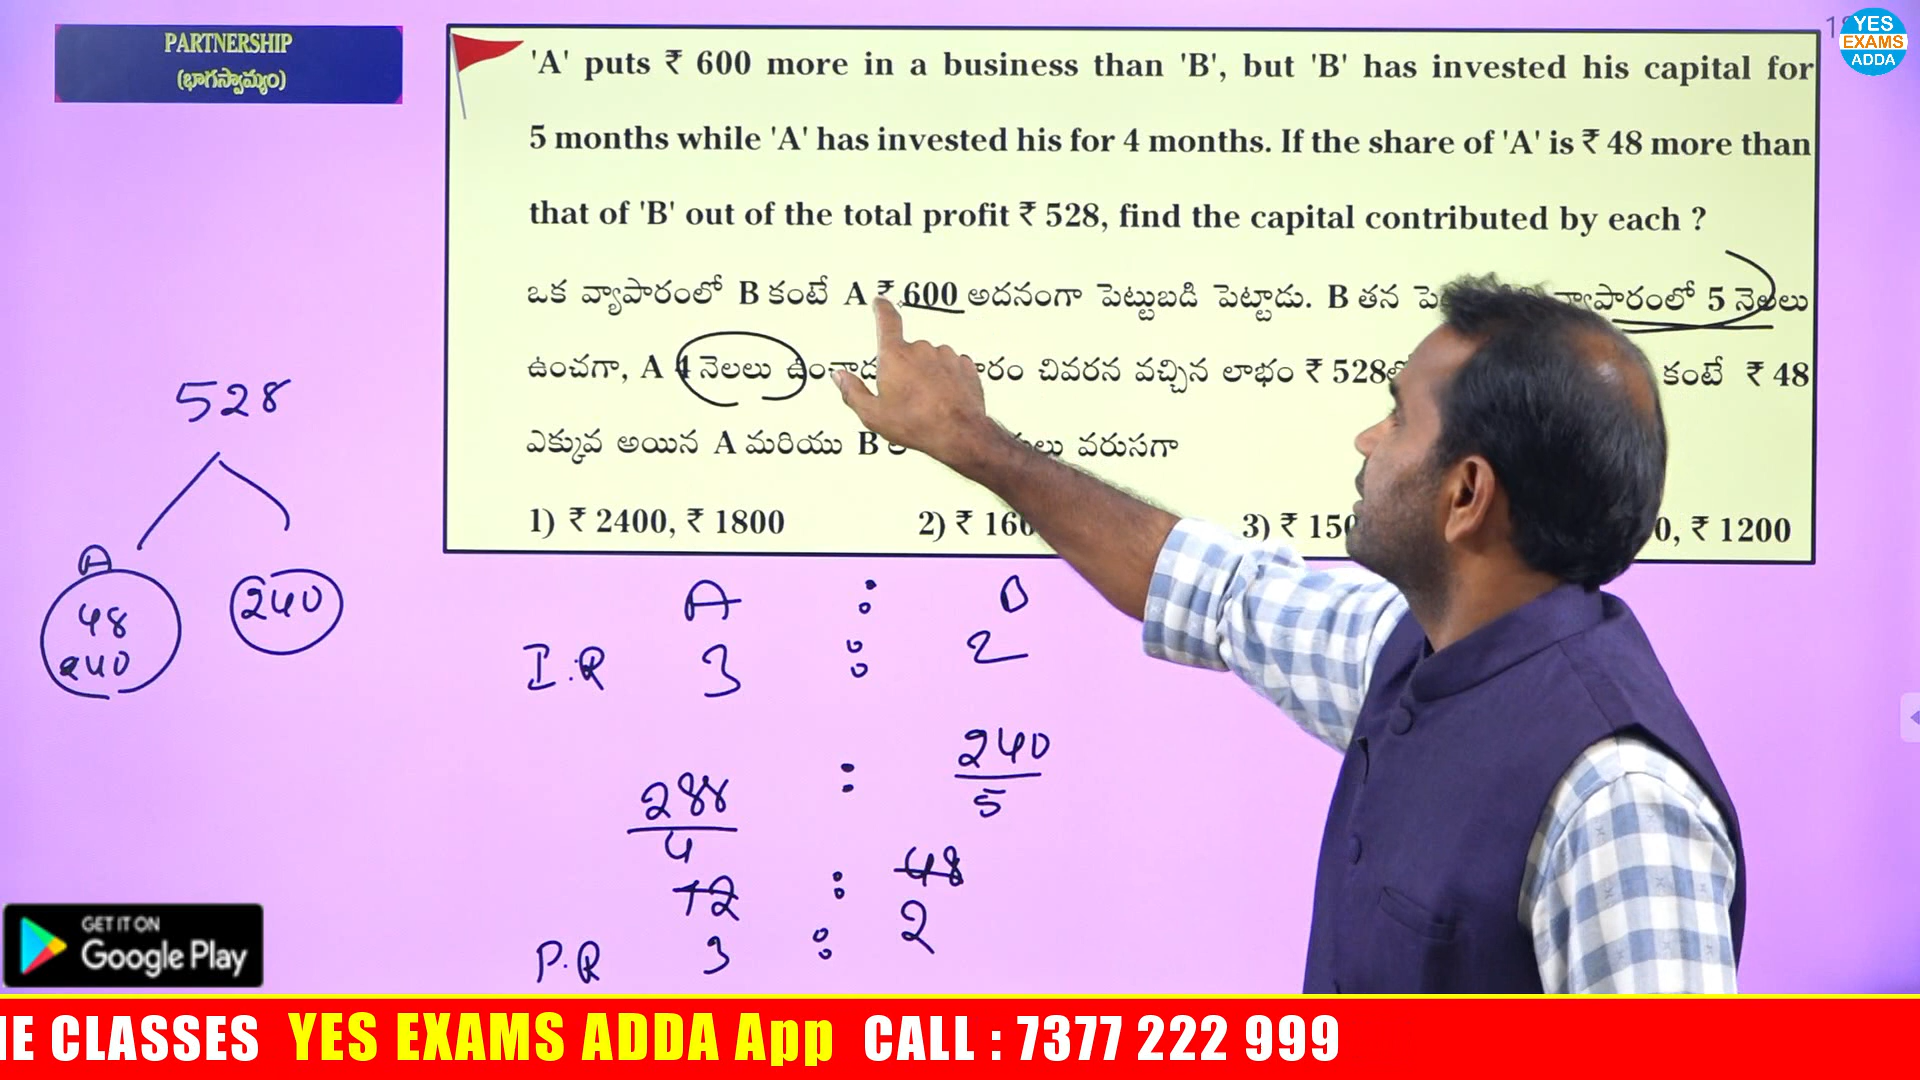 PARTNERSHIP
(భాగస్వామ్యం)
YES
EXAMS
ADDA
'A' puts ₹ 600 more in a business than 'B', but 'B' has invested his capital for
5 months while 'A' has invested his for 4 months. If the share of 'A' is ₹ 48 more than
that of 'B' out of the total profit ₹ 528, find the capital contributed by each ?
ఒక వ్యాపారంలో B కంటే A ₹ 600 అదనంగా పెట్టుబడి పెట్టాడు. B తన 5 నెలలు
ఉంచగా, A 4 నెలలు చివరన వచ్చిన లాభం ₹ 528 కంటే ₹ 48
ఎక్కువ అయిన A మరియు B వరుసగా
1) ₹ 2400, ₹ 1800 2) ₹ 3) ₹ ₹ 1200
528
A
48 240
240
A : B
I.R 3 : 2
288/4 : 240/5
72 : 48
P.R 3 : 2
GET IT ON
Google Play
CLASSES YES EXAMS ADDA App CALL : 7377 222 999